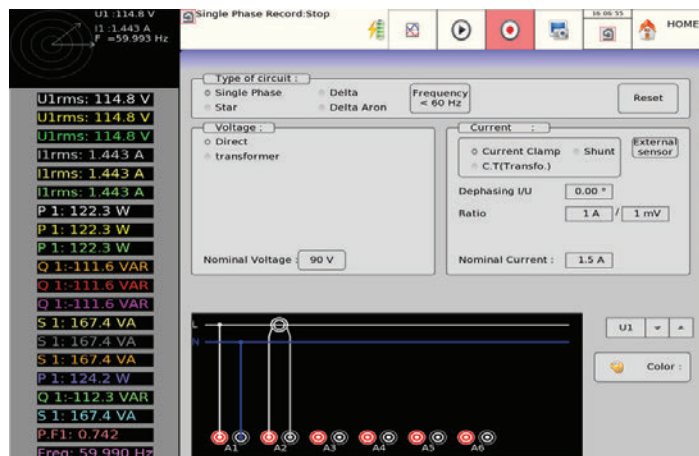 U1 :114.8 V
I1 :1.443 A
F =59.993 Hz
Single Phase Record:Stop
16:06:55
HOME
U1rms: 114.8 V
U1rms: 114.8 V
U1rms: 114.8 V
I1rms: 1.443 A
I1rms: 1.443 A
I1rms: 1.443 A
P 1: 122.3 W
P 1: 122.3 W
P 1: 122.3 W
Q 1:-111.6 VAR
Q 1:-111.6 VAR
Q 1:-111.6 VAR
S 1: 167.4 VA
S 1: 167.4 VA
S 1: 167.4 VA
P 1: 124.2 W
Q 1:-112.3 VAR
S 1: 167.4 VA
P.F1: 0.742
Freq: 59.990 Hz
Type of circuit :
Single Phase
Delta
Star
Delta Aron
Frequency
< 60 Hz
Reset
Voltage :
Direct
transformer
Nominal Voltage :
90 V
Current :
Current Clamp
Shunt
C.T(Transfo.)
External
sensor
Dephasing I/U
0.00 °
Ratio
1 A / 1 mV
Nominal Current :
1.5 A
L
N
A1 A2 A3 A4 A5 A6
U1
Color :